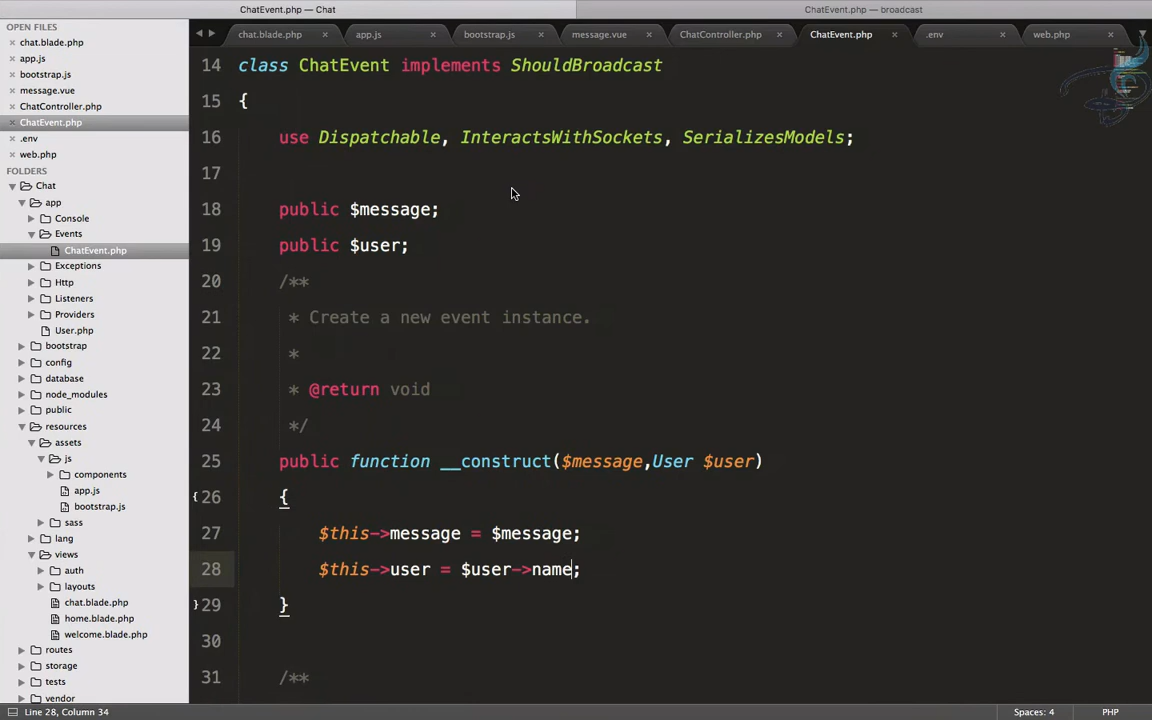 ChatEvent.php — Chat
ChatEvent.php — broadcast
OPEN FILES
chat.blade.php
app.js
bootstrap.js
message.vue
ChatController.php
ChatEvent.php
.env
web.php
FOLDERS
Chat
app
Console
Events
ChatEvent.php
Exceptions
Http
Listeners
Providers
User.php
bootstrap
config
database
node_modules
public
resources
assets
js
components
app.js
bootstrap.js
sass
lang
views
auth
layouts
chat.blade.php
home.blade.php
welcome.blade.php
routes
storage
tests
vendor
chat.blade.php
app.js
bootstrap.js
message.vue
ChatController.php
ChatEvent.php
.env
web.php
14 class ChatEvent implements ShouldBroadcast
15 {
16 use Dispatchable, InteractsWithSockets, SerializesModels;
17
18 public $message;
19 public $user;
20 /**
21 * Create a new event instance.
22 *
23 * @return void
24 */
25 public function __construct($message,User $user)
26 {
27 $this->message = $message;
28 $this->user = $user->name;
29 }
30
31 /**
Line 28, Column 34
Spaces: 4
PHP